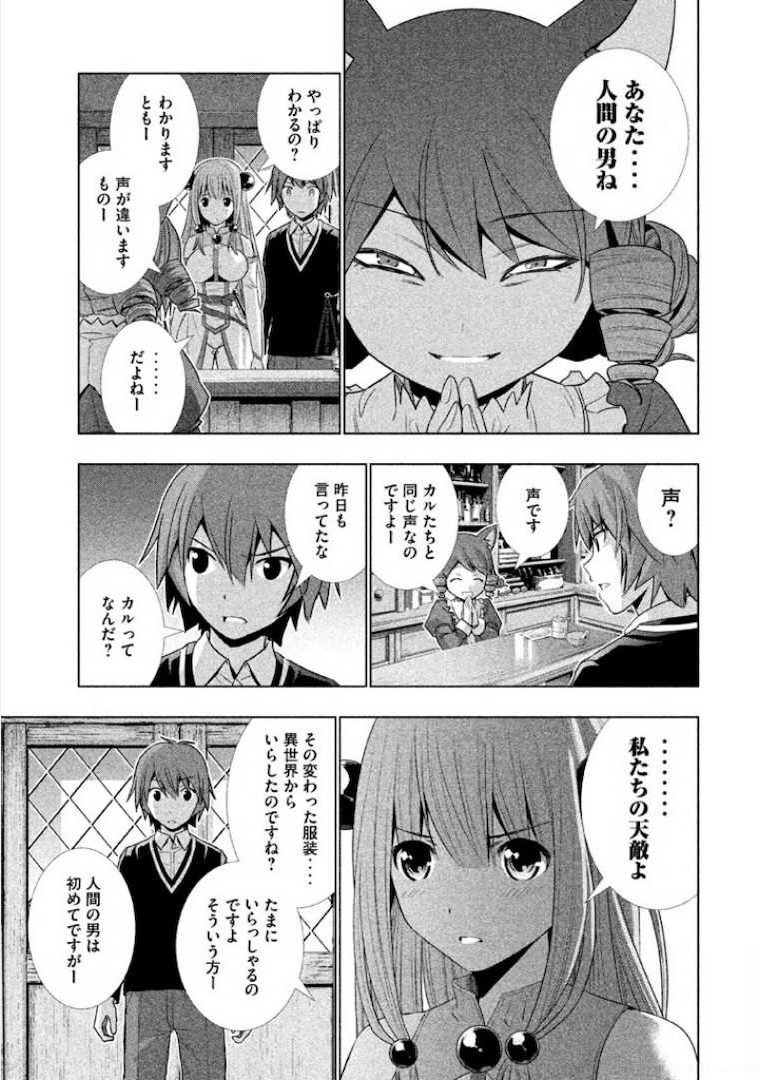 あなた‥‥
人間の男ね
やっぱり
わかるの?
わかります
ともー
声が違います
ものー
‥‥‥
だよねー
声?
声です
カルたちと
同じ声なの
ですよー
昨日も
言ってたな
カルって
なんだ?
‥‥‥‥
私たちの天敵よ
その変わった服装‥‥
異世界から
いらしたのですね?
たまに
いらっしゃるの
ですよ
そういう方ー
人間の男は
初めてですがー